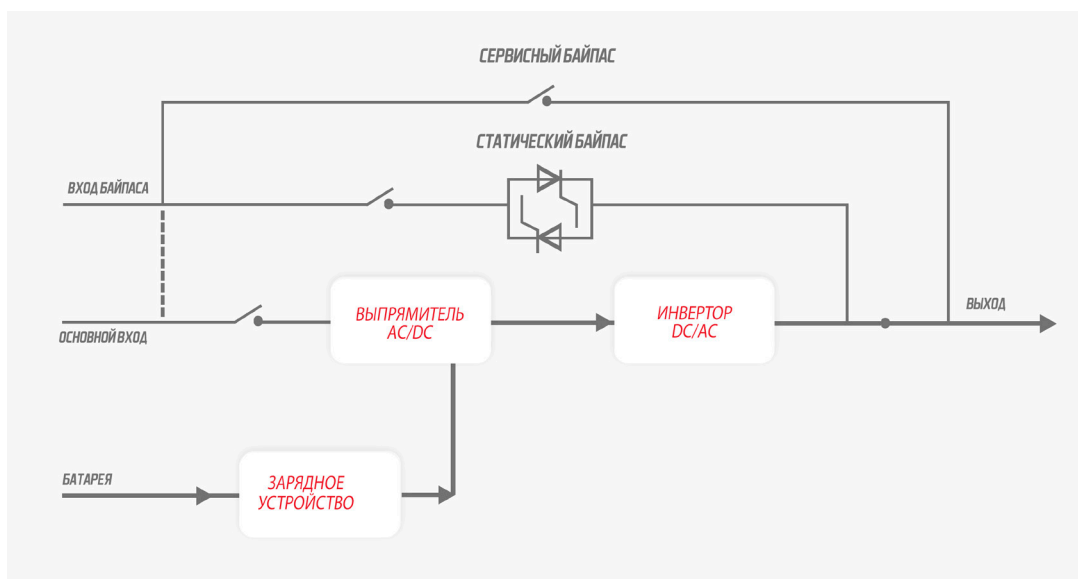 СЕРВИСНЫЙ БАЙПАС
СТАТИЧЕСКИЙ БАЙПАС
ВХОД БАЙПАСА
ОСНОВНОЙ ВХОД
ВЫПРЯМИТЕЛЬ
AC/DC
ИНВЕРТОР
DC/AC
ВЫХОД
БАТАРЕЯ
ЗАРЯДНОЕ
УСТРОЙСТВО